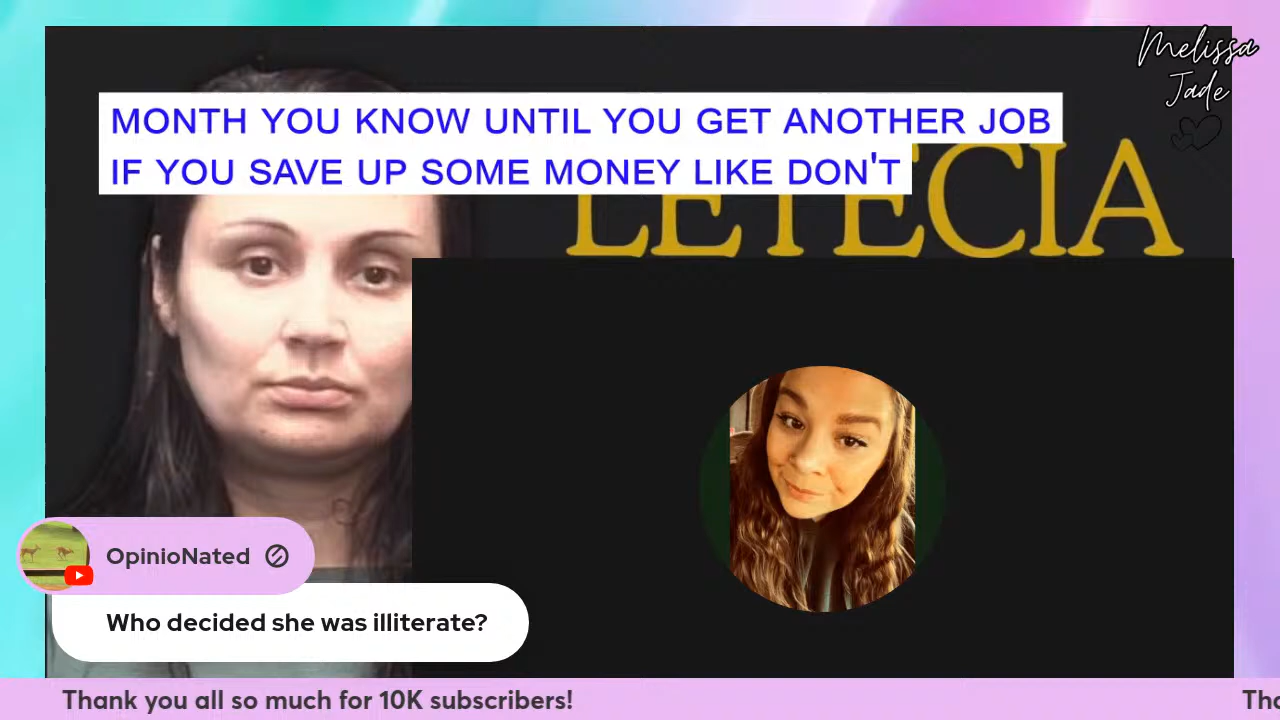 Melissa
Jade
MONTH YOU KNOW UNTIL YOU GET ANOTHER JOB
IF YOU SAVE UP SOME MONEY LIKE DON'T
LETECIA
OpinioNated
Who decided she was illiterate?
Thank you all so much for 10K subscribers!